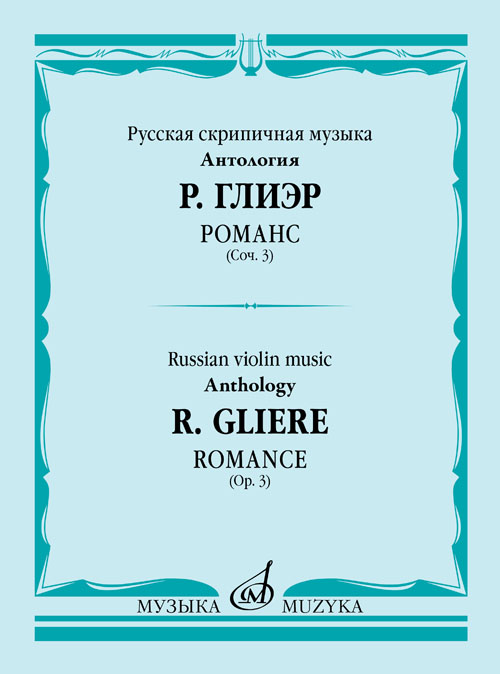 Русская скрипичная музыка
Антология
Р. ГЛИЭР
РОМАНС
(Соч. 3)
Russian violin music
Anthology
R. GLIERE
ROMANCE
(Op. 3)
МУЗЫКА М MUZYKA